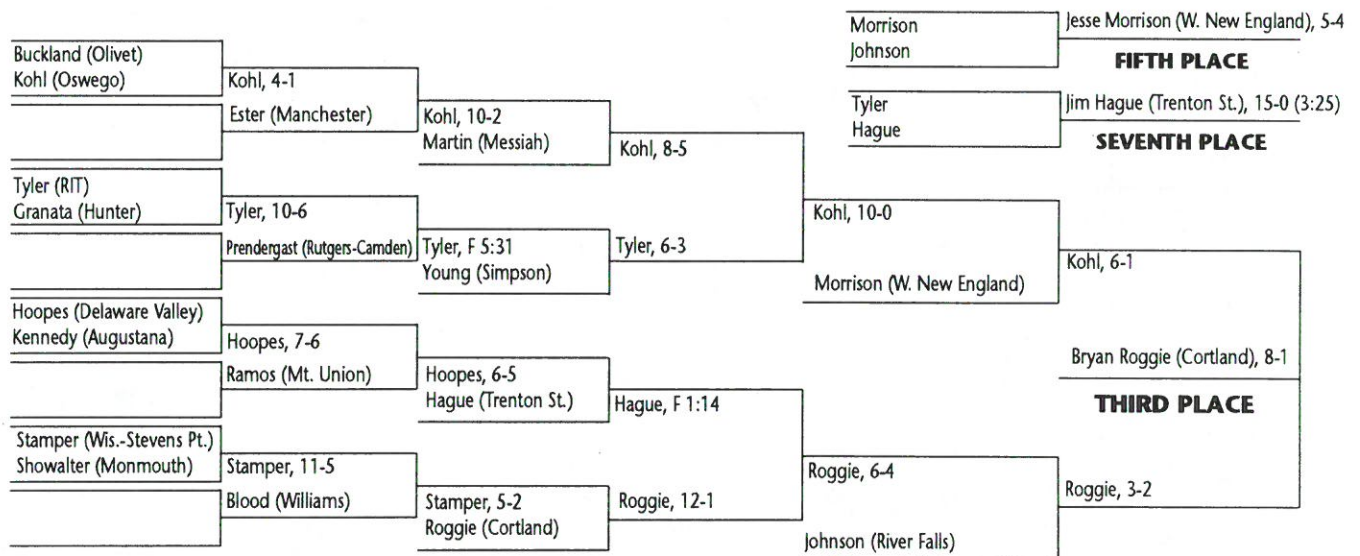 Morrison
Johnson
Jesse Morrison (W. New England), 5-4
FIFTH PLACE
Tyler
Hague
Jim Hague (Trenton St.), 15-0 (3:25)
SEVENTH PLACE
Buckland (Olivet)
Kohl (Oswego)
Tyler (RIT)
Granata (Hunter)
Hoopes (Delaware Valley)
Kennedy (Augustana)
Stamper (Wis.-Stevens Pt.)
Showalter (Monmouth)
Kohl, 4-1
Ester (Manchester)
Tyler, 10-6
Prendergast (Rutgers-Camden)
Hoopes, 7-6
Ramos (Mt. Union)
Stamper, 11-5
Blood (Williams)
Kohl, 10-2
Martin (Messiah)
Tyler, F 5:31
Young (Simpson)
Hoopes, 6-5
Hague (Trenton St.)
Stamper, 5-2
Roggie (Cortland)
Kohl, 8-5
Tyler, 6-3
Hague, F 1:14
Roggie, 12-1
Kohl, 10-0
Morrison (W. New England)
Roggie, 6-4
Johnson (River Falls)
Kohl, 6-1
Roggie, 3-2
Bryan Roggie (Cortland), 8-1
THIRD PLACE